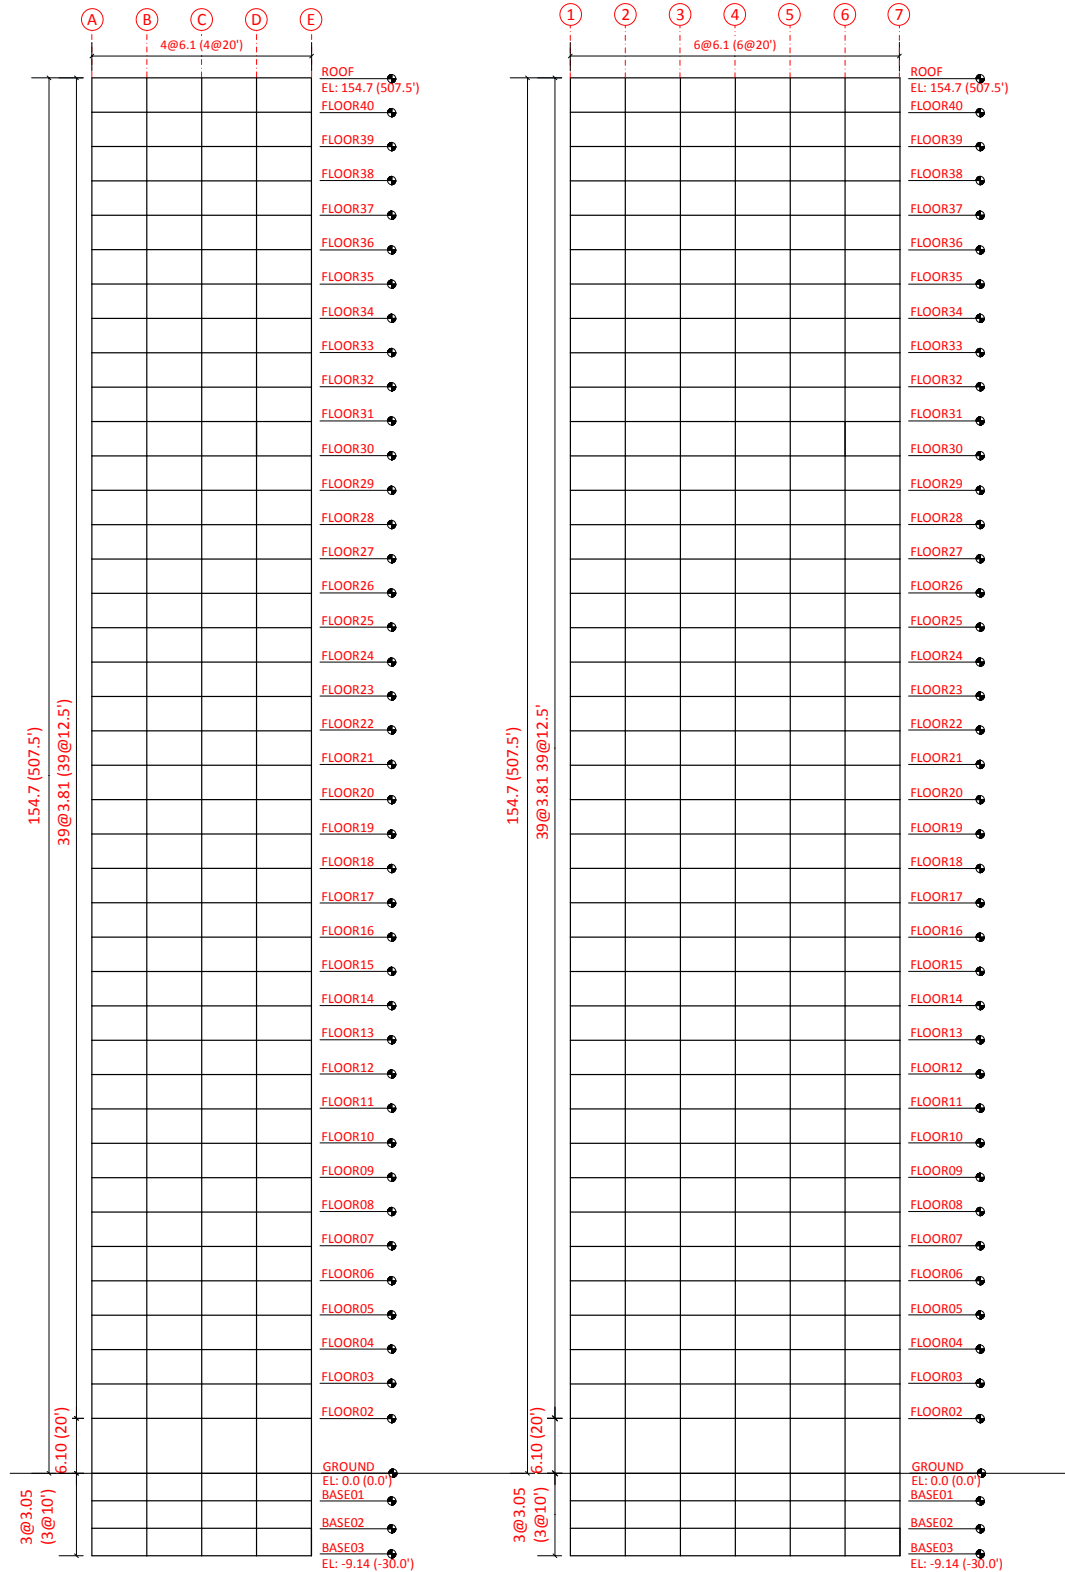 A B C D E
4@6.1 (4@20')
ROOF
EL: 154.7 (507.5')
FLOOR40
FLOOR39
FLOOR38
FLOOR37
FLOOR36
FLOOR35
FLOOR34
FLOOR33
FLOOR32
FLOOR31
FLOOR30
FLOOR29
FLOOR28
FLOOR27
FLOOR26
FLOOR25
FLOOR24
FLOOR23
FLOOR22
FLOOR21
FLOOR20
FLOOR19
FLOOR18
FLOOR17
FLOOR16
FLOOR15
FLOOR14
FLOOR13
FLOOR12
FLOOR11
FLOOR10
FLOOR09
FLOOR08
FLOOR07
FLOOR06
FLOOR05
FLOOR04
FLOOR03
FLOOR02
GROUND
EL: 0.0 (0.0')
BASE01
BASE02
BASE03
EL: -9.14 (-30.0')
154.7 (507.5')
39@3.81 (39@12.5')
6.10 (20')
3@3.05
(3@10')
1 2 3 4 5 6 7
6@6.1 (6@20')
ROOF
EL: 154.7 (507.5')
FLOOR40
FLOOR39
FLOOR38
FLOOR37
FLOOR36
FLOOR35
FLOOR34
FLOOR33
FLOOR32
FLOOR31
FLOOR30
FLOOR29
FLOOR28
FLOOR27
FLOOR26
FLOOR25
FLOOR24
FLOOR23
FLOOR22
FLOOR21
FLOOR20
FLOOR19
FLOOR18
FLOOR17
FLOOR16
FLOOR15
FLOOR14
FLOOR13
FLOOR12
FLOOR11
FLOOR10
FLOOR09
FLOOR08
FLOOR07
FLOOR06
FLOOR05
FLOOR04
FLOOR03
FLOOR02
GROUND
EL: 0.0 (0.0')
BASE01
BASE02
BASE03
EL: -9.14 (-30.0')
154.7 (507.5')
39@3.81 39@12.5'
6.10 (20')
3@3.05
(3@10')